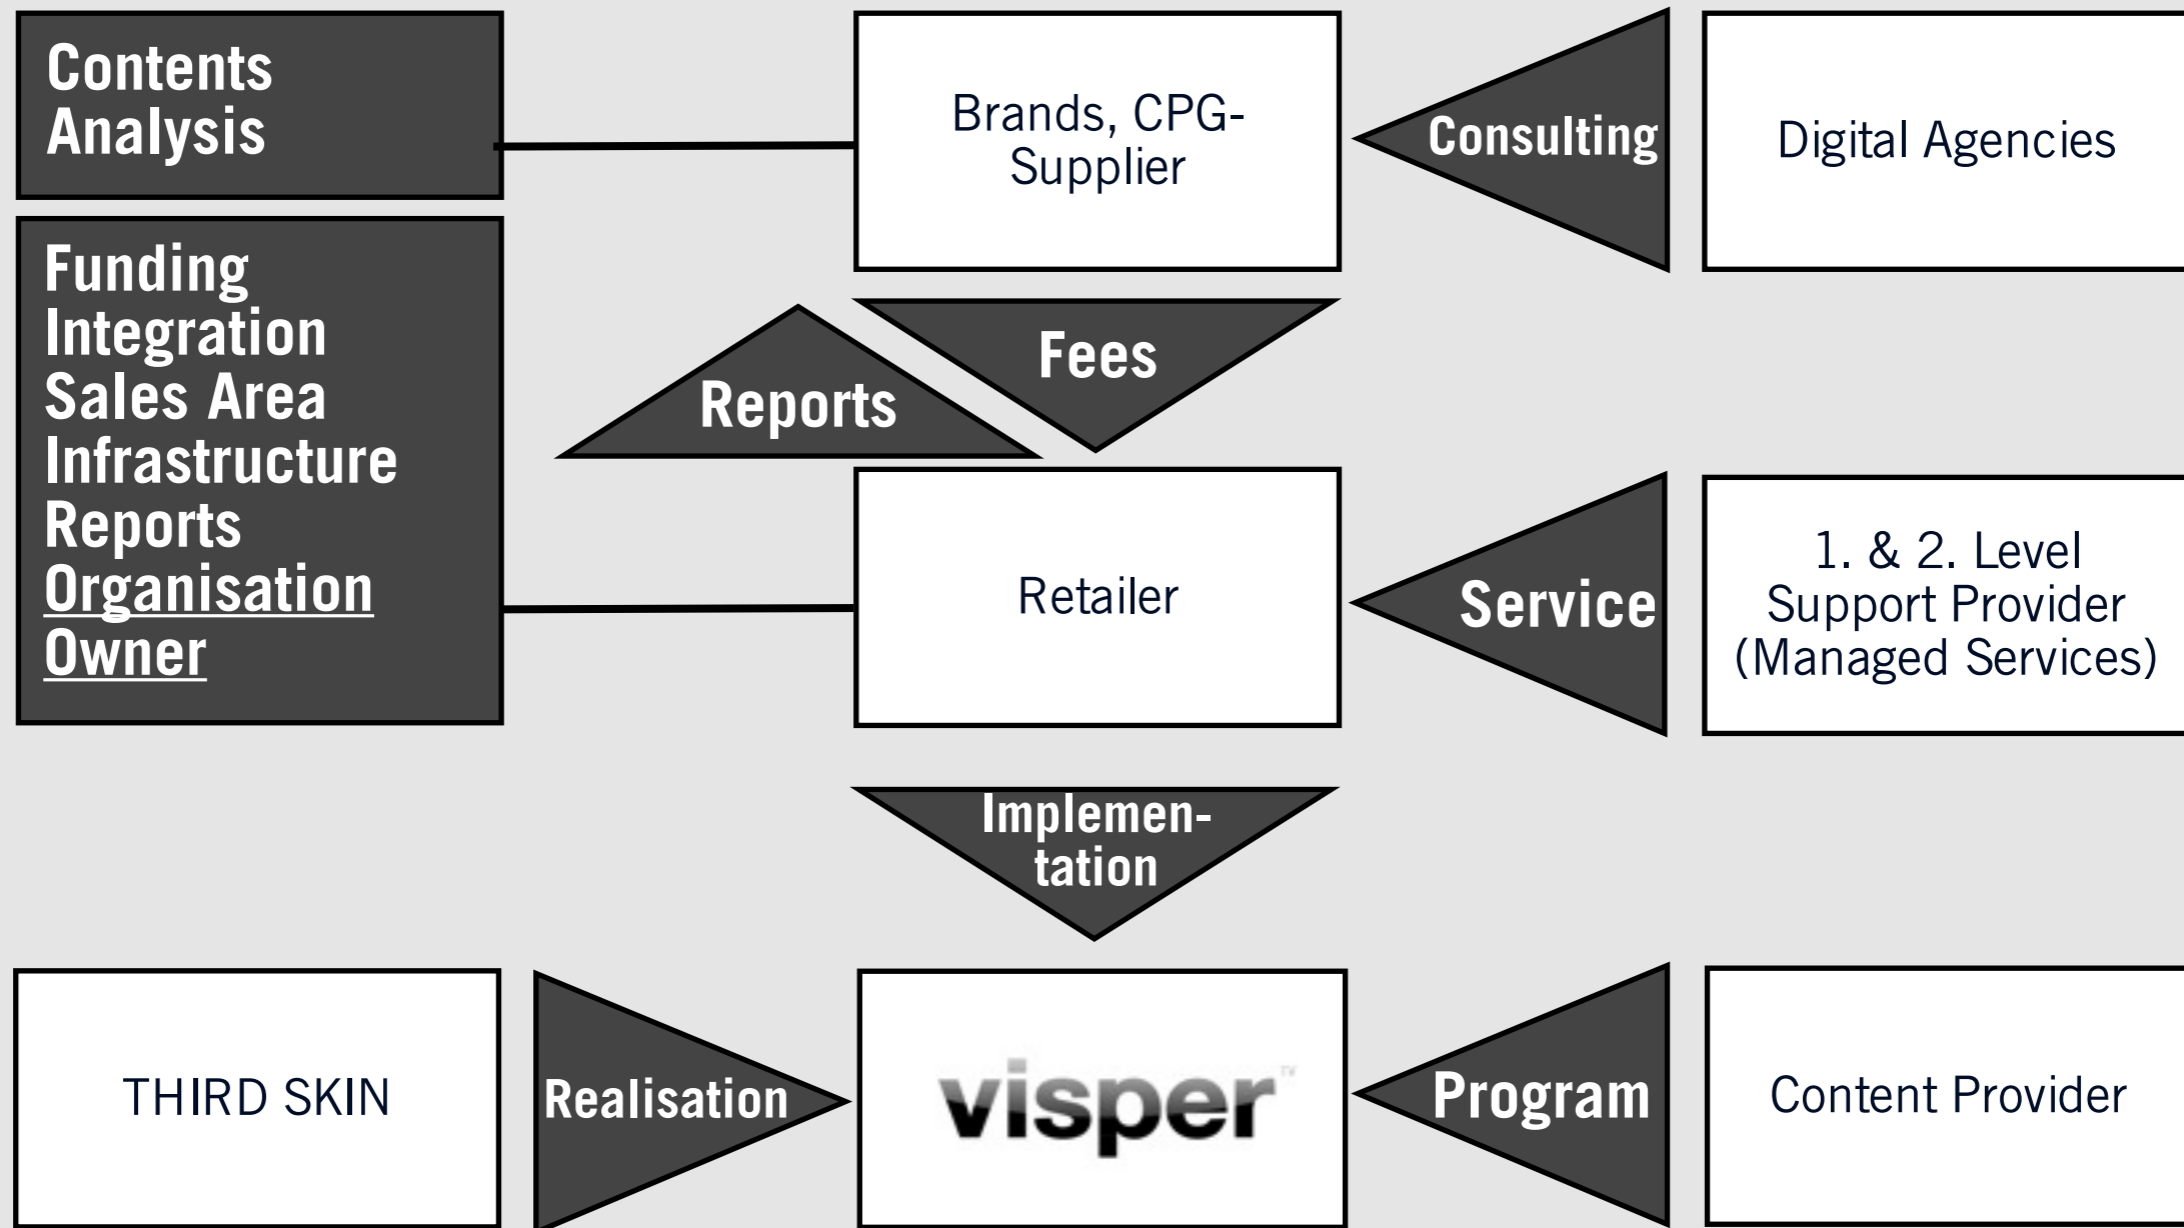 Contents
Analysis
Brands, CPG-
Supplier
Consulting
Digital Agencies
Funding
Integration
Sales Area
Infrastructure
Reports
Organisation
Owner
Reports
Fees
Retailer
Service
1. & 2. Level
Support Provider
(Managed Services)
Implemen-
tation
THIRD SKIN
Realisation
visper TV
Program
Content Provider